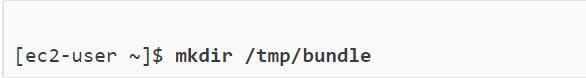 [ec2-user ~]$ mkdir /tmp/bundle